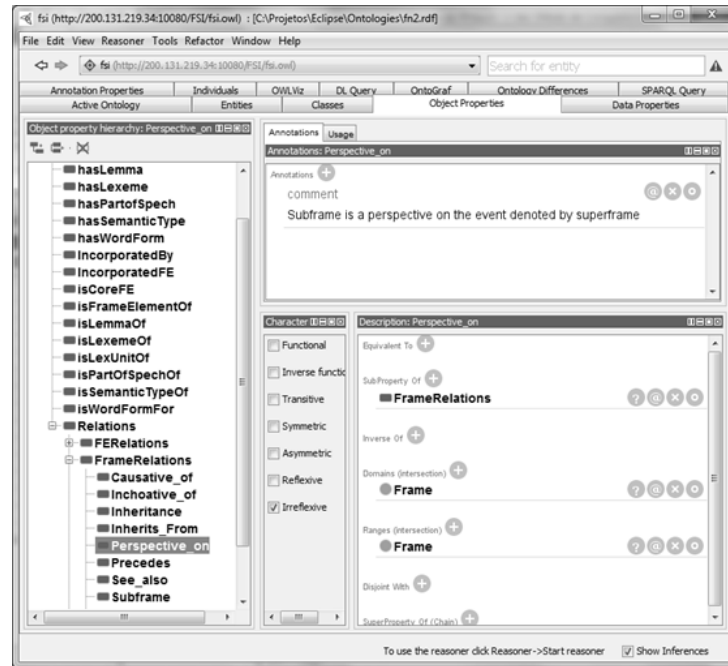 fsi (http://200.131.219.34:10080/FSI/fsi.owl) : [C:\Projetos\Eclipse\Ontologies\fn2.rdf]
File Edit View Reasoner Tools Refactor Window Help
fsi (http://200.131.219.34:10080/FSI/fsi.owl)
Search for entity
Annotation Properties Individuals OWLViz DL Query OntoGraf Ontology Differences SPARQL Query
Active Ontology Entities Classes Object Properties Data Properties
Object property hierarchy: Perspective_on
hasLemma
hasLexeme
hasPartofSpech
hasSemanticType
hasWordForm
IncorporatedBy
IncorporatedFE
isCoreFE
isFrameElementOf
isLemmaOf
isLexemeOf
isLexUnitOf
isPartOfSpechOf
isSemanticTypeOf
isWordFormFor
Relations
FERelations
FrameRelations
Causative_of
Inchoative_of
Inheritance
Inherits_From
Perspective_on
Precedes
See_also
Subframe
Annotations Usage
Annotations: Perspective_on
Annotations
comment
Subframe is a perspective on the event denoted by superframe
Character
Functional
Inverse functio
Transitive
Symmetric
Asymmetric
Reflexive
Irreflexive
Description: Perspective_on
Equivalent To
SubProperty Of
FrameRelations
Inverse Of
Domains (intersection)
Frame
Ranges (intersection)
Frame
Disjoint With
SuperProperty Of (Chain)
To use the reasoner click Reasoner->Start reasoner Show Inferences